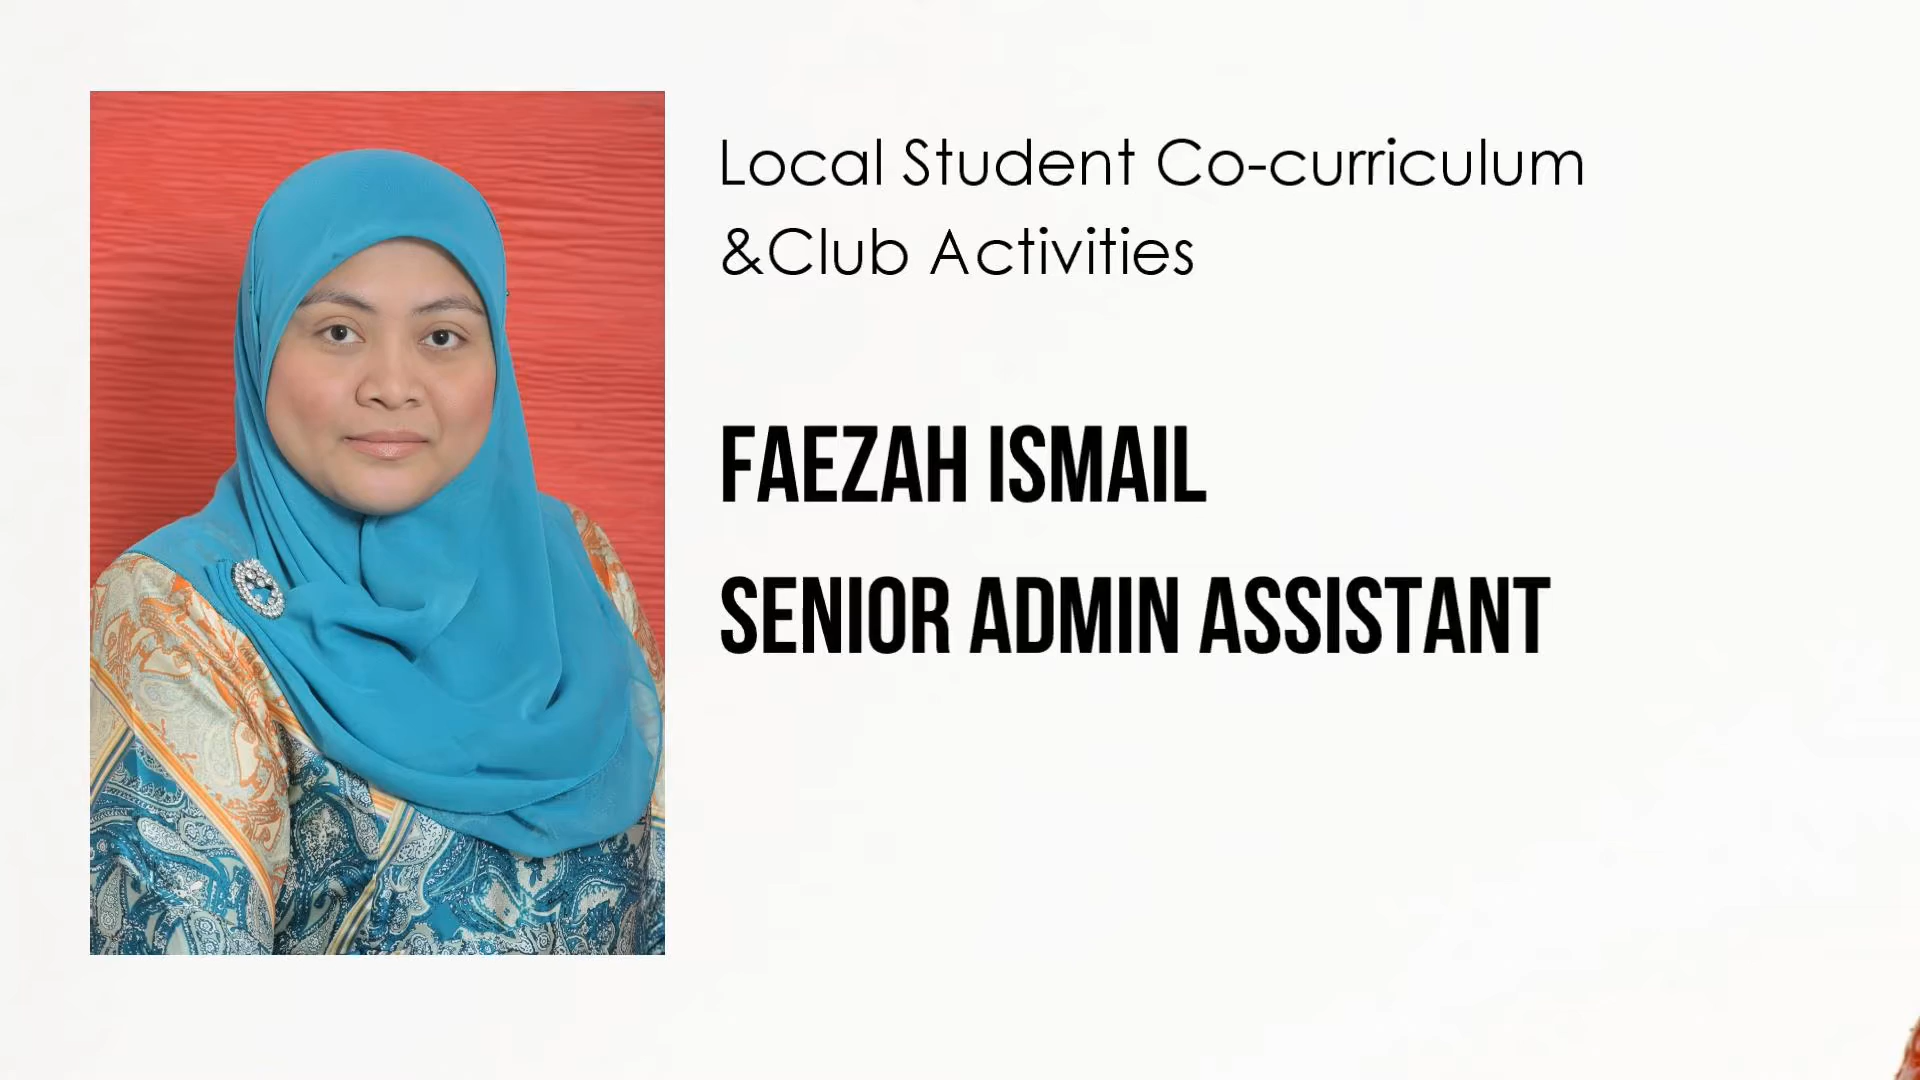 Local Student Co-curriculum
&Club Activities
FAEZAH ISMAIL
SENIOR ADMIN ASSISTANT